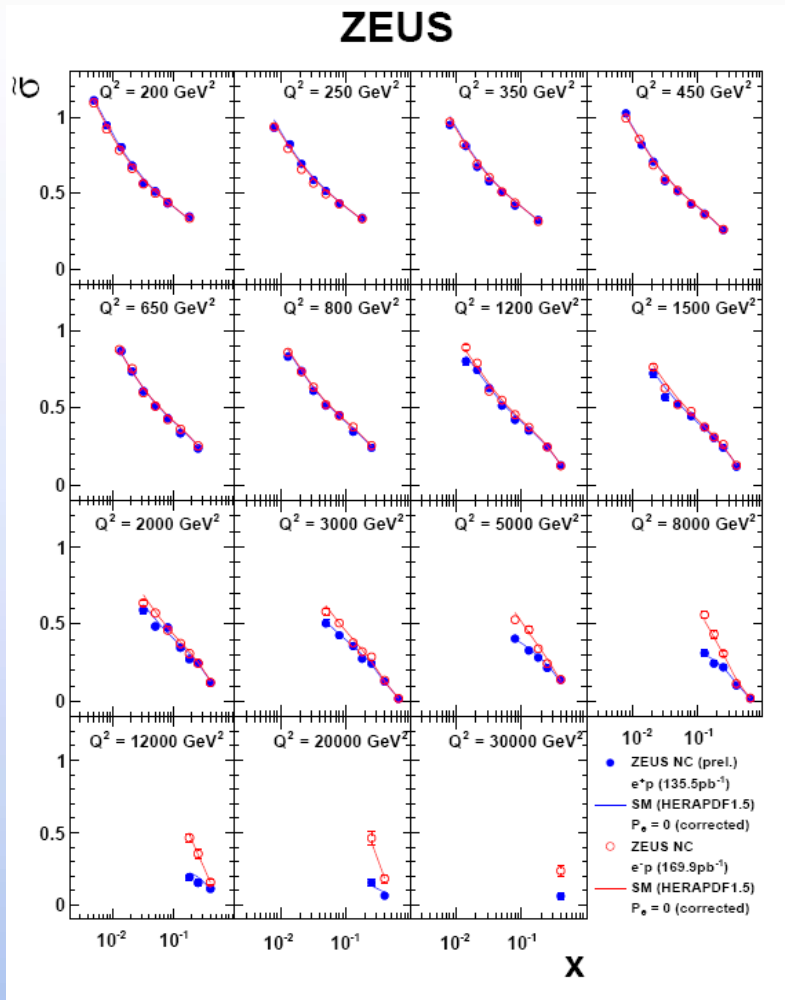 ZEUS
σ̃
Q² = 200 GeV²
Q² = 250 GeV²
Q² = 350 GeV²
Q² = 450 GeV²
1
0.5
0
Q² = 650 GeV²
Q² = 800 GeV²
Q² = 1200 GeV²
Q² = 1500 GeV²
1
0.5
0
Q² = 2000 GeV²
Q² = 3000 GeV²
Q² = 5000 GeV²
Q² = 8000 GeV²
1
0.5
0
10⁻² 10⁻¹
Q² = 12000 GeV²
Q² = 20000 GeV²
Q² = 30000 GeV²
1
0.5
0
10⁻² 10⁻¹
10⁻² 10⁻¹
10⁻² 10⁻¹
ZEUS NC (prel.)
e⁺p (135.5pb⁻¹)
SM (HERAPDF1.5)
Pₑ = 0 (corrected)
ZEUS NC
e⁻p (169.9pb⁻¹)
SM (HERAPDF1.5)
Pₑ = 0 (corrected)
x